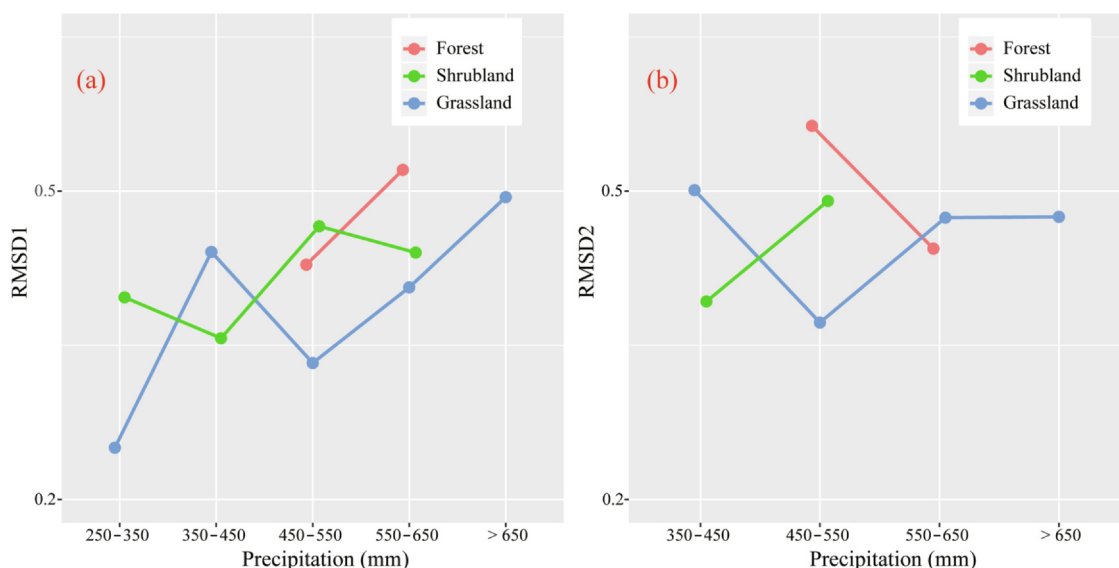 (a)
Forest
Shrubland
Grassland
RMSD1
0.5
0.2
250-350
350-450
450-550
550-650
> 650
Precipitation (mm)
(b)
Forest
Shrubland
Grassland
RMSD2
0.5
0.2
350-450
450-550
550-650
> 650
Precipitation (mm)